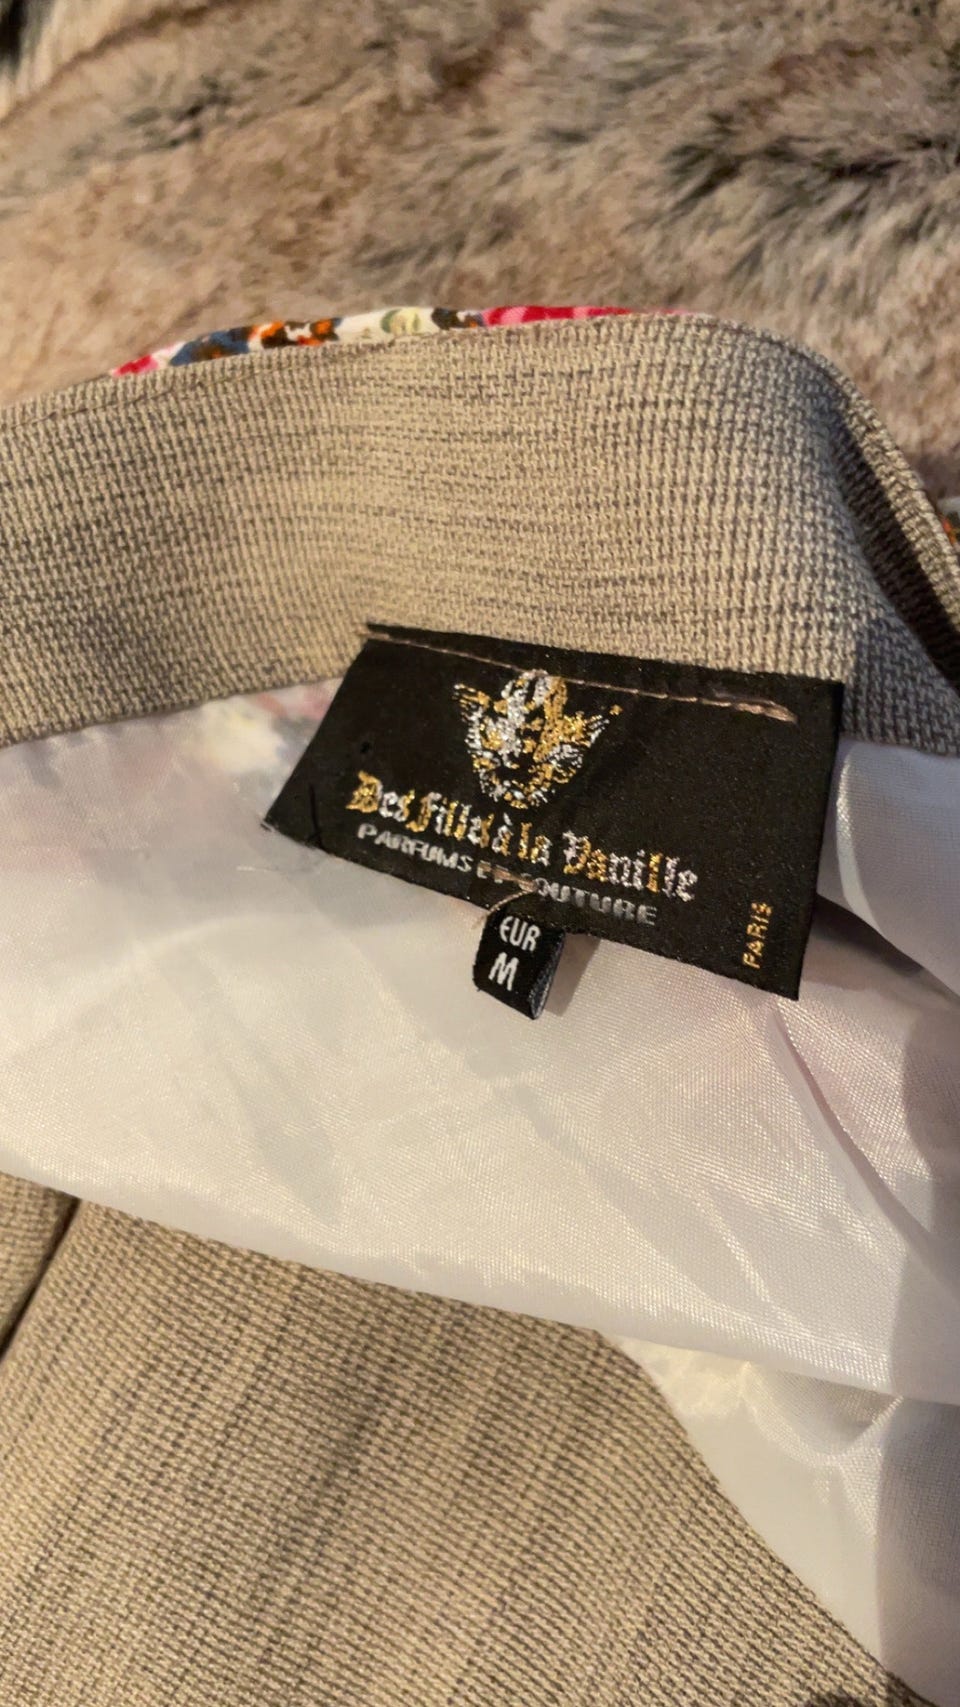 Des Filles à la Vanille
PARFUMS ET COUTURE
PARIS
EUR
M